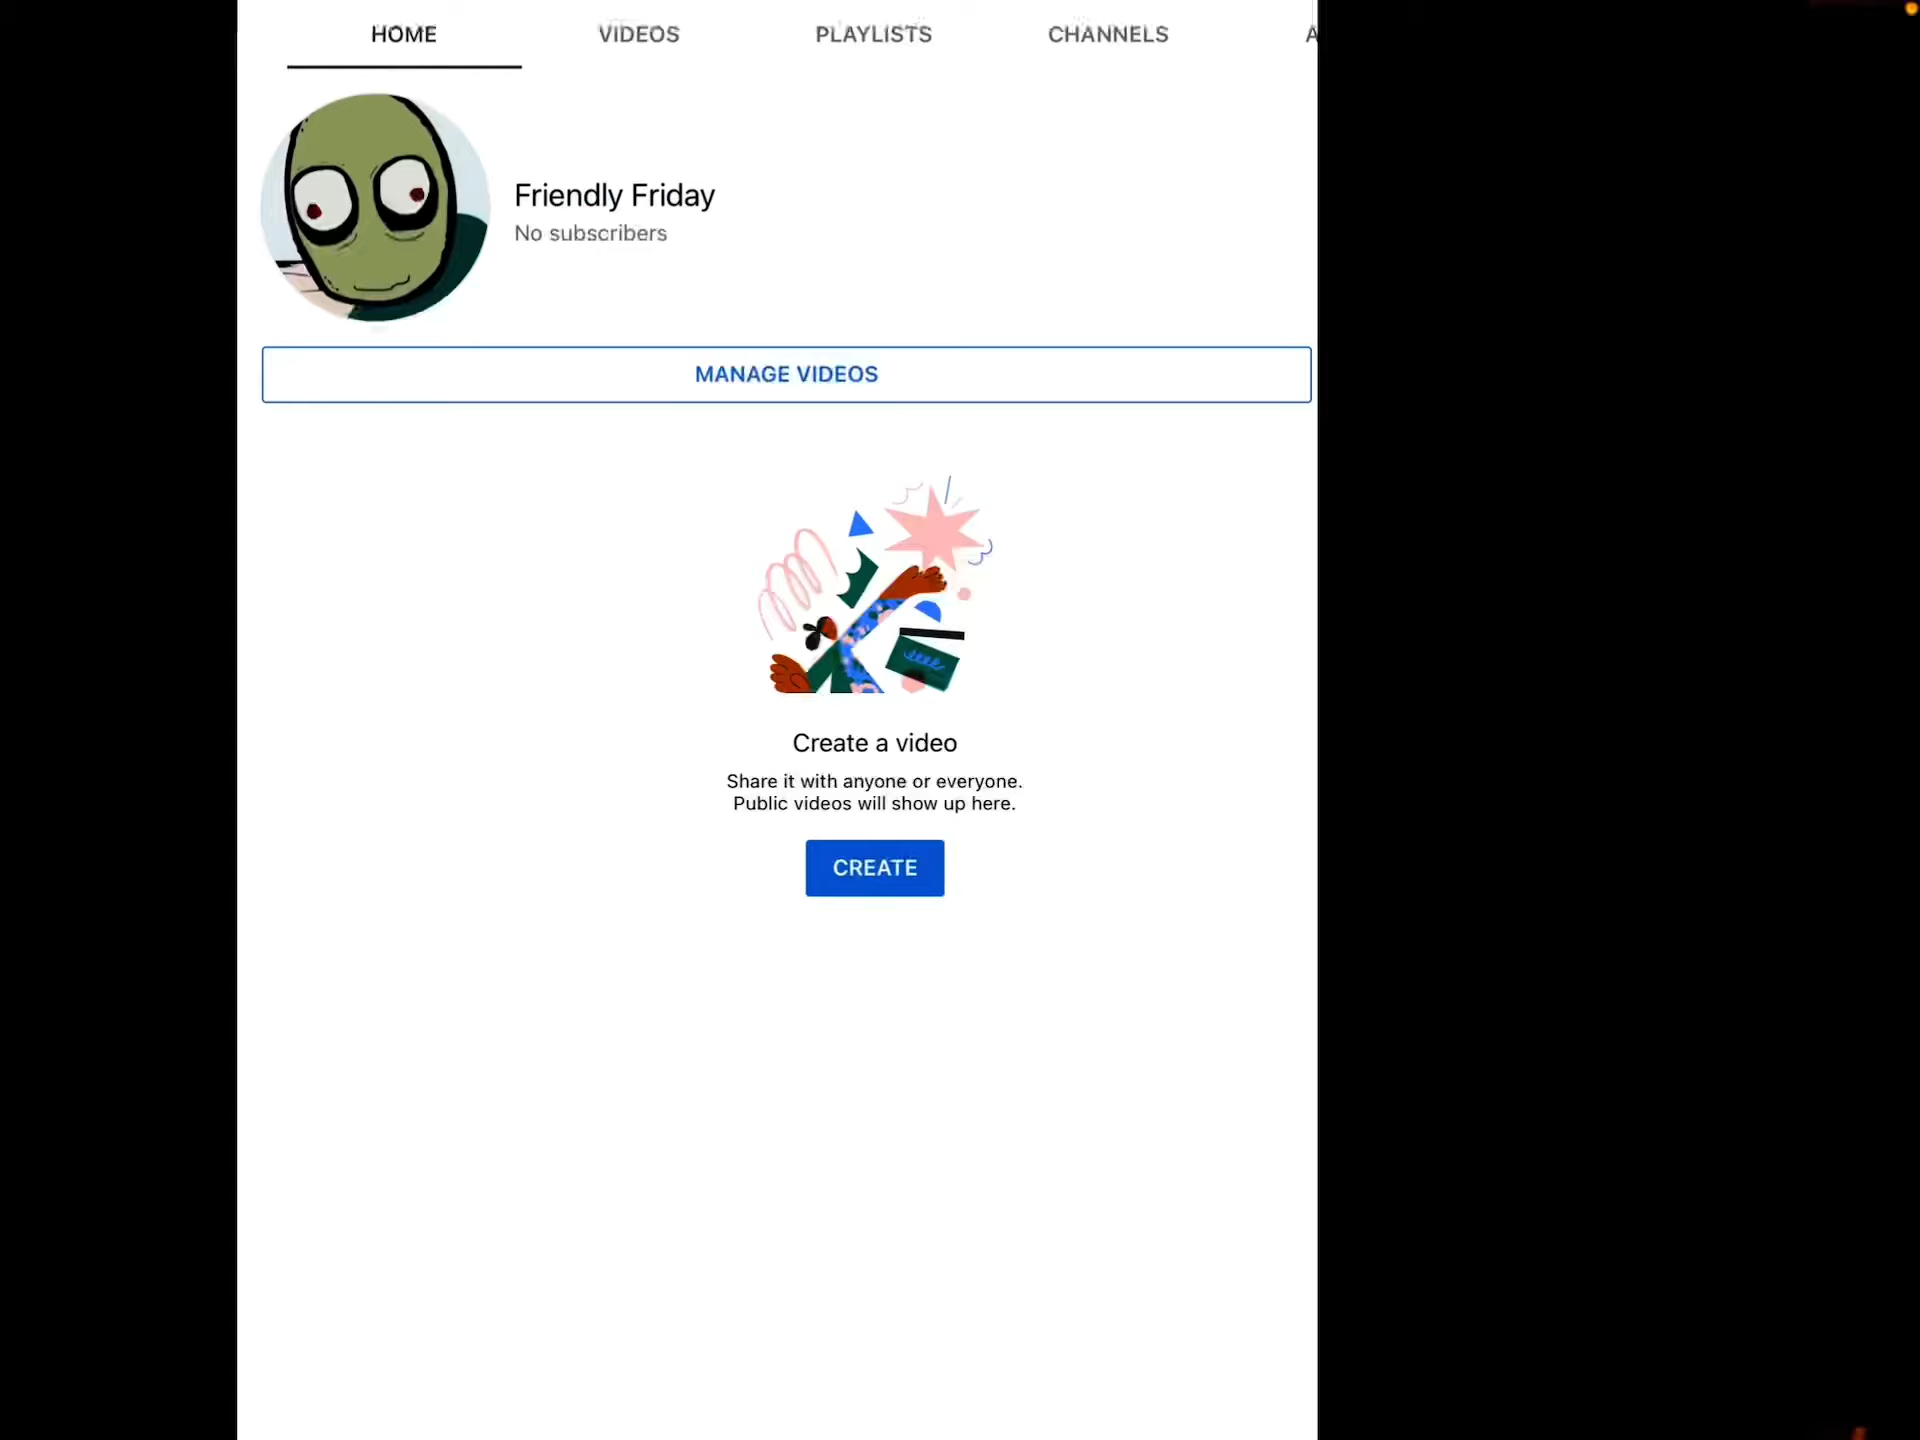 HOME
VIDEOS
PLAYLISTS
CHANNELS
A
Friendly Friday
No subscribers
MANAGE VIDEOS
Create a video
Share it with anyone or everyone.
Public videos will show up here.
CREATE